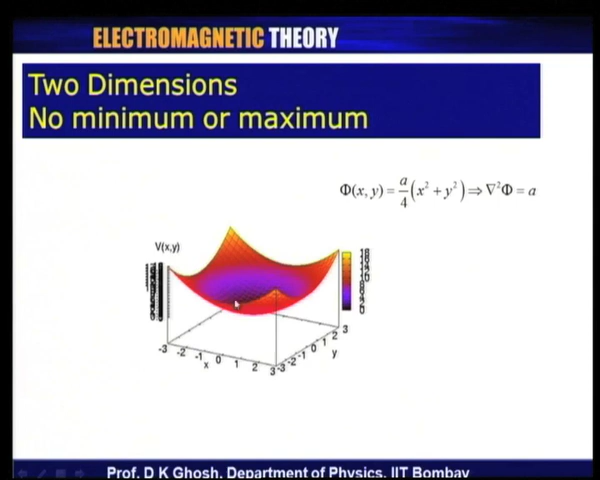 ELECTROMAGNETIC THEORY
Two Dimensions
No minimum or maximum
Φ(x, y) = a/4 (x² + y²) ⇒ ∇²Φ = a
V(x,y)
-3 -2 -1 0 1 2 3
x
-3 -2 -1 0 1 2 3
y
Prof. D K Ghosh, Department of Physics, IIT Bombay